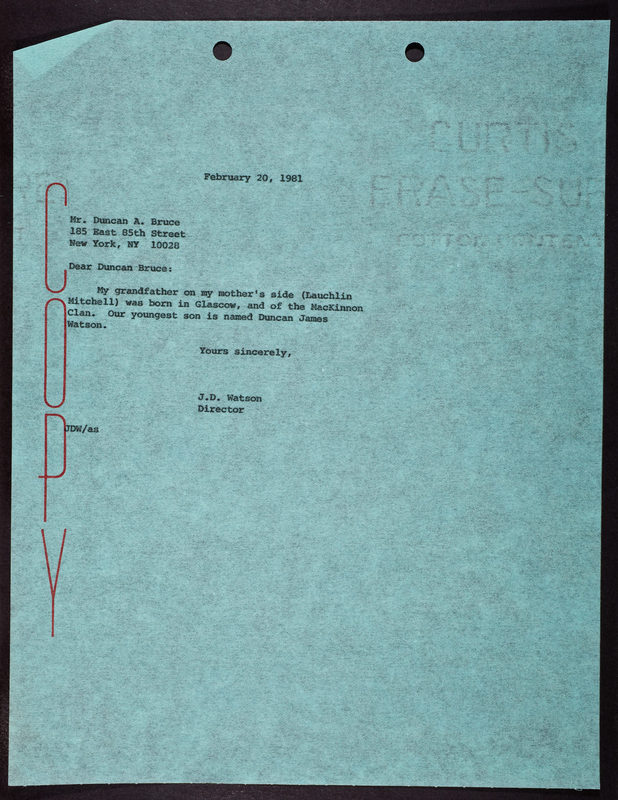 CURTIS
ERASE-SU
February 20, 1981
Mr. Duncan A. Bruce
185 East 85th Street
New York, NY 10028
Dear Duncan Bruce:
My grandfather on my mother's side (Lauchlin
Mitchell) was born in Glascow, and of the MacKinnon
Clan. Our youngest son is named Duncan James
Watson.
Yours sincerely,
J.D. Watson
Director
JDW/as
COPY